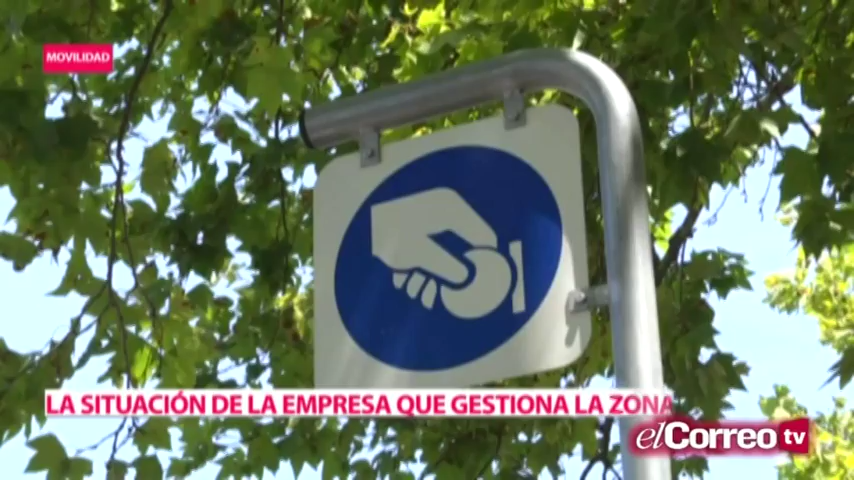 MOVILIDAD
LA SITUACIÓN DE LA EMPRESA QUE GESTIONA LA ZONA
elCorreo tv